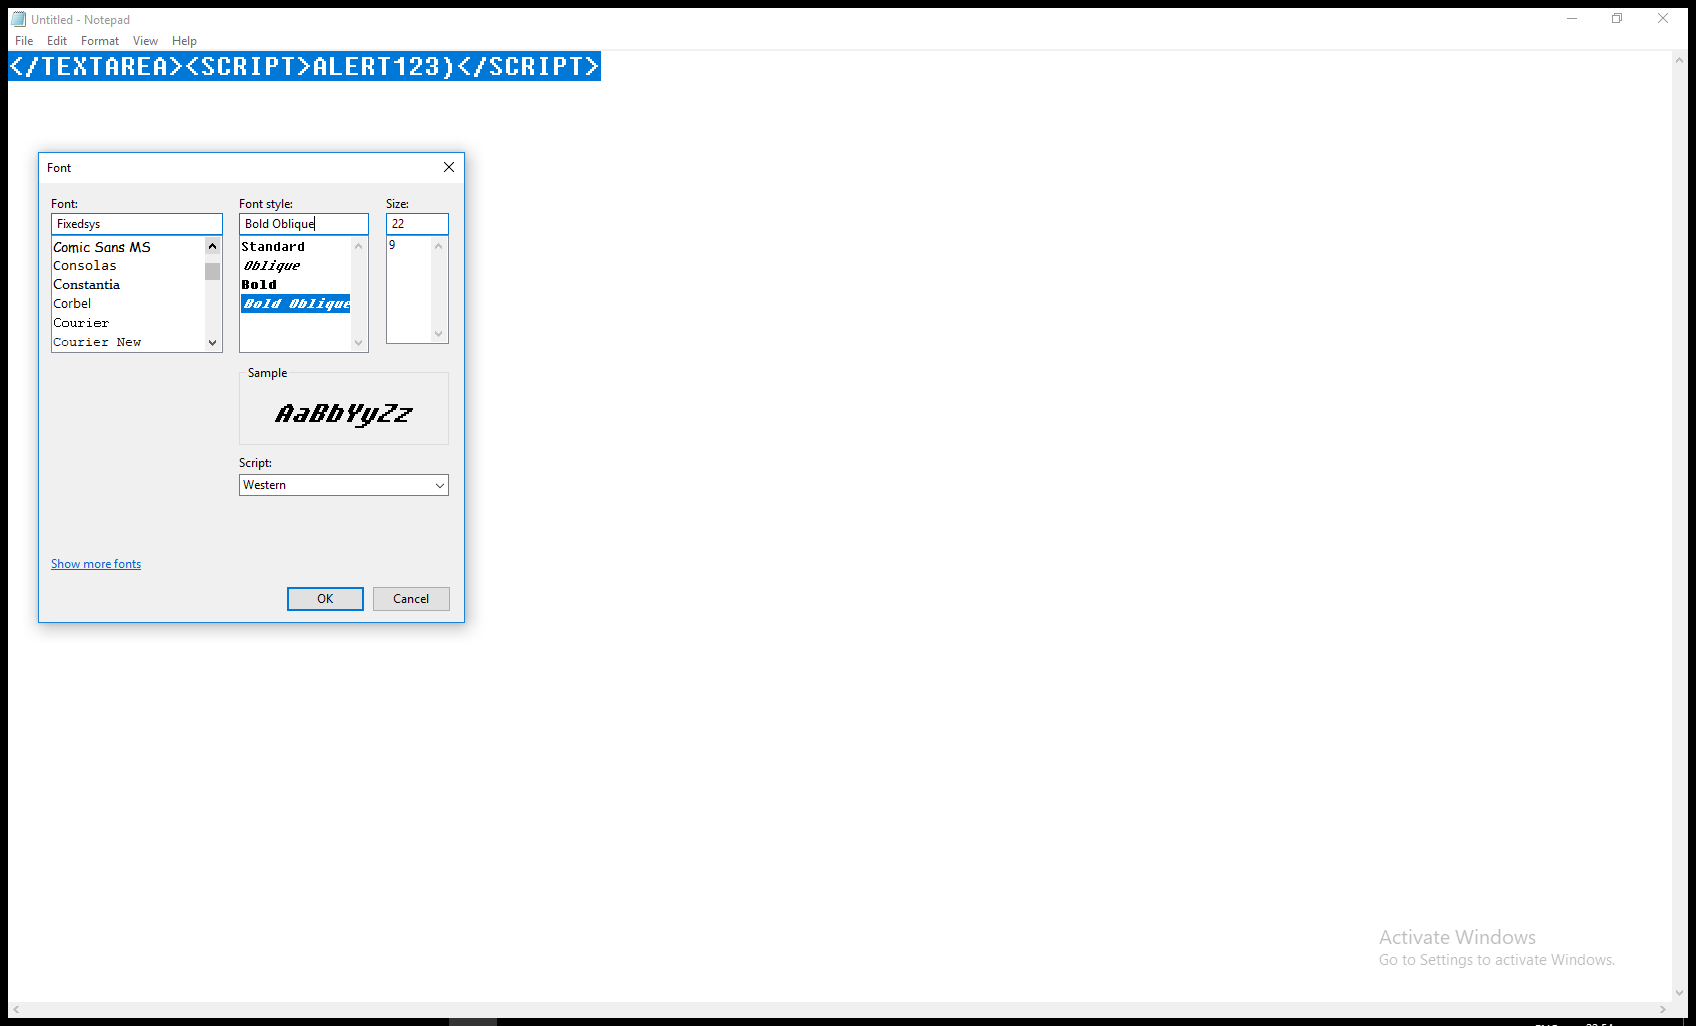 Untitled - Notepad
File Edit Format View Help
</TEXTAREA><SCRIPT>ALERT123)</SCRIPT>
Font
Font: Font style: Size:
Fixedsys Bold Oblique 22
Comic Sans MS Standard 9
Consolas Oblique
Constantia Bold
Corbel Bold Oblique
Courier
Courier New
Sample
AaBbYyZz
Script:
Western
Show more fonts
OK Cancel
Activate Windows
Go to Settings to activate Windows.